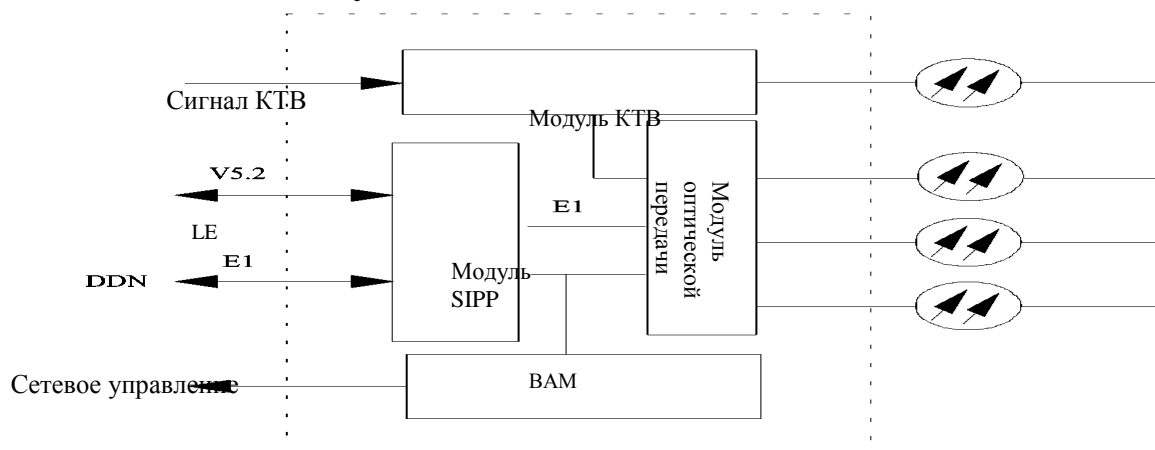 Сигнал КТВ
Модуль КТВ
V5.2
LE
E1
DDN
E1
Модуль
SIPP
Модуль
оптической
передачи
BAM
Сетевое управление